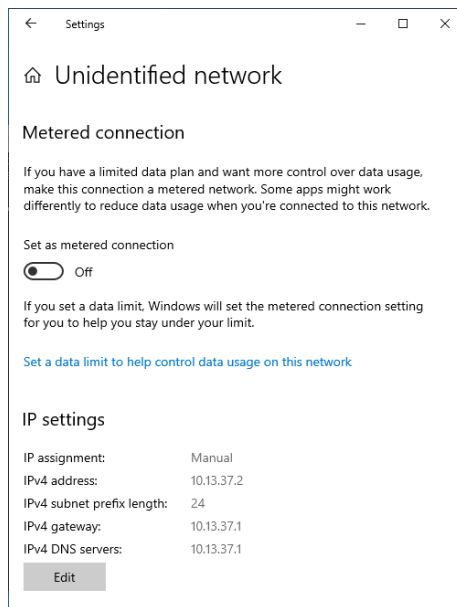 Settings
Unidentified network
Metered connection
If you have a limited data plan and want more control over data usage,
make this connection a metered network. Some apps might work
differently to reduce data usage when you're connected to this network.
Set as metered connection
Off
If you set a data limit, Windows will set the metered connection setting
for you to help you stay under your limit.
Set a data limit to help control data usage on this network
IP settings
IP assignment: Manual
IPv4 address: 10.13.37.2
IPv4 subnet prefix length: 24
IPv4 gateway: 10.13.37.1
IPv4 DNS servers: 10.13.37.1
Edit